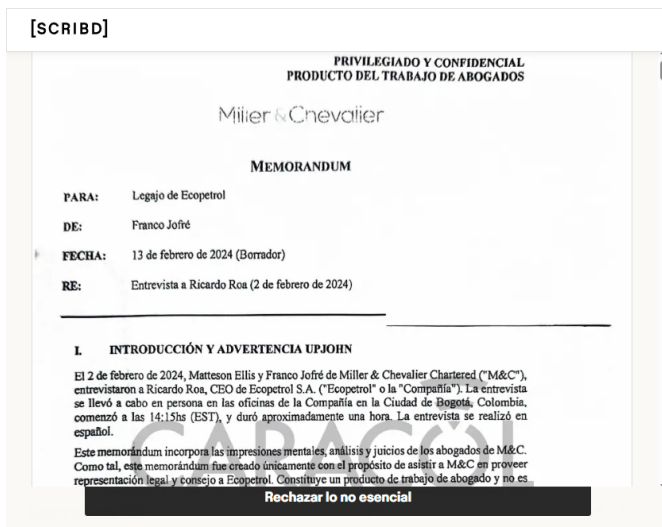 [SCRIBD]
PRIVILEGIADO Y CONFIDENCIAL
PRODUCTO DEL TRABAJO DE ABOGADOS
Miller & Chevalier
MEMORANDUM
PARA: Legajo de Ecopetrol
DE: Franco Jofré
FECHA: 13 de febrero de 2024 (Borrador)
RE: Entrevista a Ricardo Roa (2 de febrero de 2024)
I. INTRODUCCIÓN Y ADVERTENCIA UPJOHN
El 2 de febrero de 2024, Matteson Ellis y Franco Jofré de Miller & Chevalier Chartered ("M&C"),
entrevistaron a Ricardo Roa, CEO de Ecopetrol S.A. ("Ecopetrol" o la "Compañía"). La entrevista
se llevó a cabo en persona en las oficinas de la Compañía en la Ciudad de Bogotá, Colombia,
comenzó a las 14:15hs (EST), y duró aproximadamente una hora. La entrevista se realizó en
español.
CARACOL
Este memorándum incorpora las impresiones mentales, análisis y juicios de los abogados de M&C.
Como tal, este memorándum fue creado únicamente con el propósito de asistir a M&C en proveer
representación legal y consejo a Ecopetrol. Constituye un producto de trabajo de abogado y no es
Rechazar lo no esencial